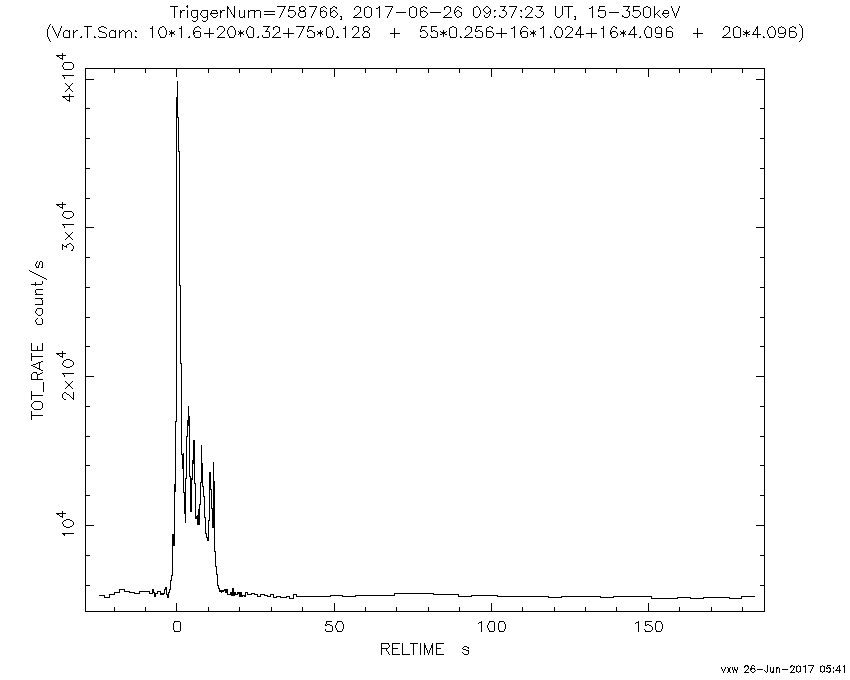 TriggerNum=758766, 2017-06-26 09:37:23 UT, 15-350keV
(Var.T.Sam: 10*1.6+20*0.32+75*0.128 + 55*0.256+16*1.024+16*4.096 + 20*4.096)
4×10⁴
3×10⁴
2×10⁴
10⁴
TOT_RATE count/s
0 50 100 150
RELTIME s
vxw 26-Jun-2017 05:41